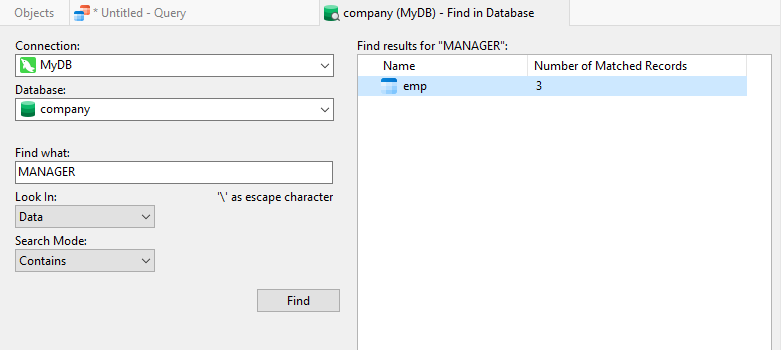 Objects
* Untitled - Query
company (MyDB) - Find in Database
Connection:
MyDB
Database:
company
Find what:
MANAGER
Look In:
'\' as escape character
Data
Search Mode:
Contains
Find
Find results for "MANAGER":
Name
Number of Matched Records
emp
3